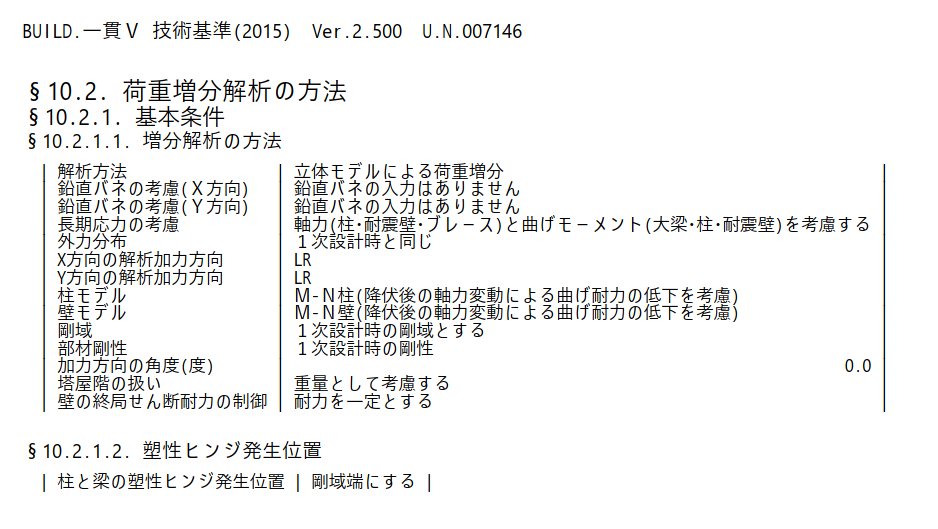 BUILD.一貫Ⅴ 技術基準(2015) Ver.2.500 U.N.007146
§10.2. 荷重増分解析の方法
§10.2.1. 基本条件
§10.2.1.1. 増分解析の方法
| 解析方法 | 立体モデルによる荷重増分 |
| 鉛直バネの考慮(Ｘ方向) | 鉛直バネの入力はありません |
| 鉛直バネの考慮(Ｙ方向) | 鉛直バネの入力はありません |
| 長期応力の考慮 | 軸力(柱･耐震壁･ブレース)と曲げモーメント(大梁･柱･耐震壁)を考慮する |
| 外力分布 | １次設計時と同じ |
| X方向の解析加力方向 | LR |
| Y方向の解析加力方向 | LR |
| 柱モデル | Ｍ-Ｎ柱(降伏後の軸力変動による曲げ耐力の低下を考慮) |
| 壁モデル | Ｍ-Ｎ壁(降伏後の軸力変動による曲げ耐力の低下を考慮) |
| 剛域 | １次設計時の剛域とする |
| 部材剛性 | １次設計時の剛性 |
| 加力方向の角度(度) | 0.0 |
| 塔屋階の扱い | 重量として考慮する |
| 壁の終局せん断耐力の制御 | 耐力を一定とする |
§10.2.1.2. 塑性ヒンジ発生位置
| 柱と梁の塑性ヒンジ発生位置 | 剛域端にする |